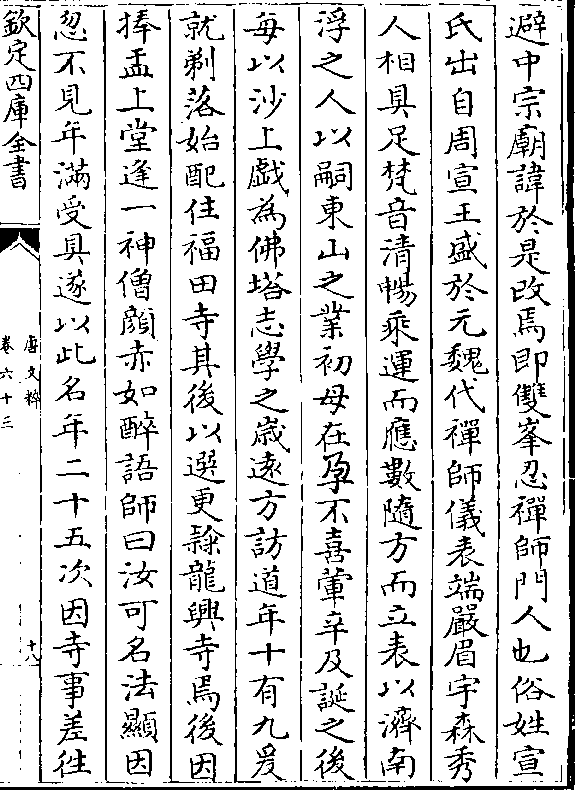 避中宗廟諱於是改焉即雙峯忍禪師門人也俗姓宣
氏出自周宣王盛於元魏代禪師儀表端嚴眉宇森秀
人相具足梵音清暢乘運而應數隨方而立表以濟南
浮之人以嗣東山之業初母在孕不喜葷辛及誕之後
每以沙上戲為佛塔志學之歲遠方訪道年十有九爰
就剃落始配住福田寺其後以選更隸龍興寺焉後因
捧盂上堂逢一神僧顔赤如醉語師曰汝可名法顯因
忽不見年滿受具遂以此名年二十五次因寺事差往
欽定四庫全書
唐文粹
卷六十三
十八